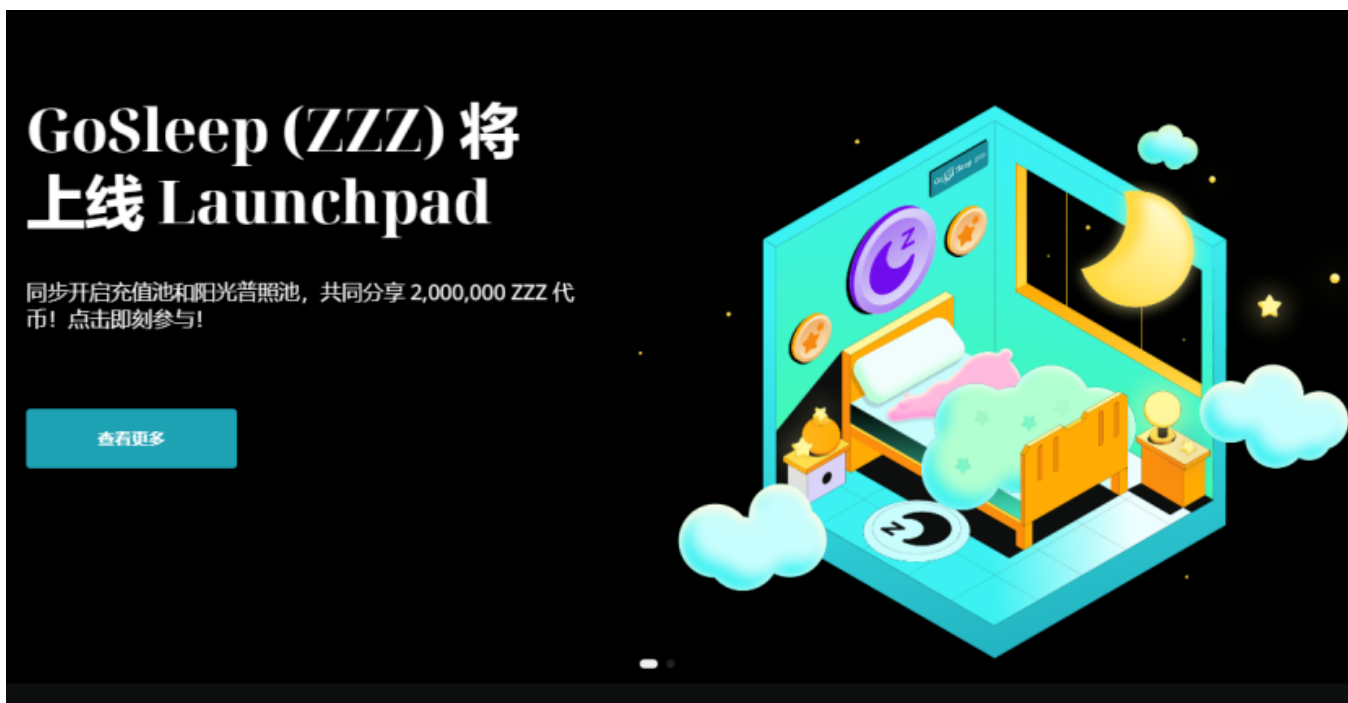 GoSleep (ZZZ) 将
上线 Launchpad
同步开启充值池和阳光普照池，共同分享 2,000,000 ZZZ 代
币！点击即刻参与！
查看更多
Z
Z